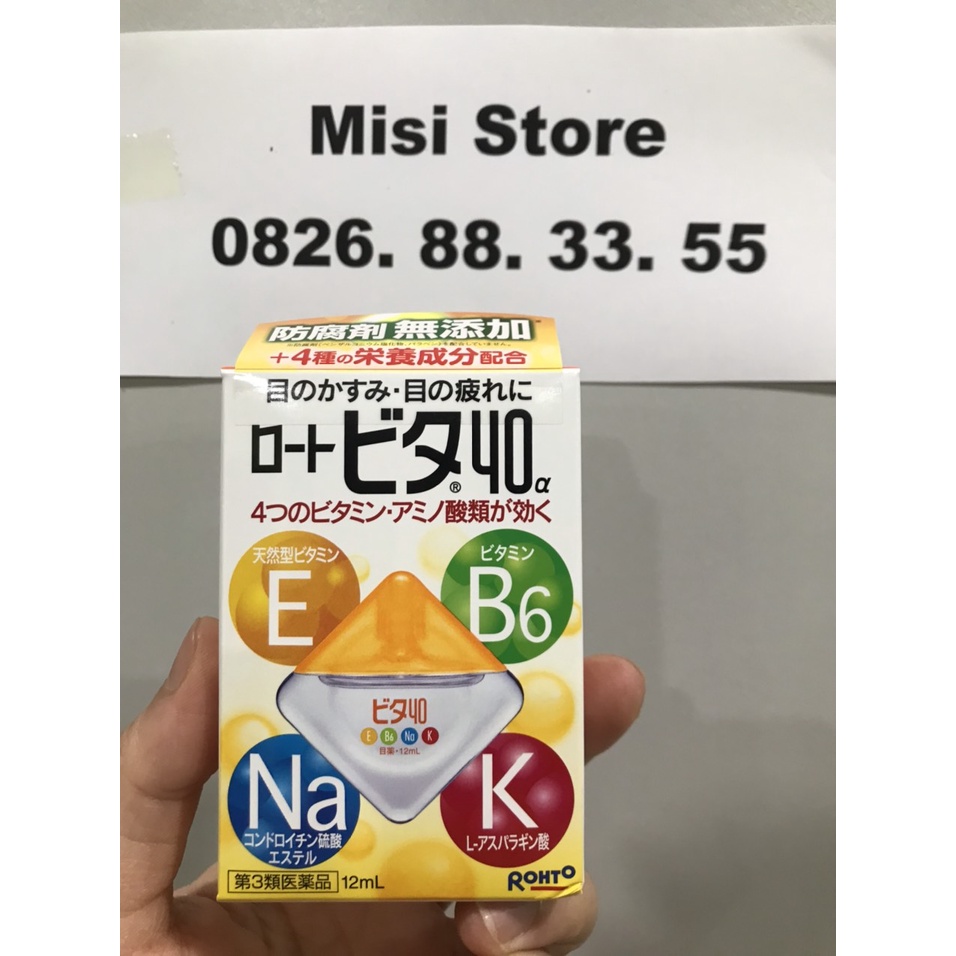 Misi Store
0826. 88. 33. 55
防腐剤 無添加
+4種の栄養成分配合
目のかすみ・目の疲れに
ロートビタ®40α
4つのビタミン・アミノ酸類が効く
天然型ビタミン
E
ビタミン
B6
ビタ40
E B6 Na K
目薬・12mL
Na
コンドロイチン硫酸
エステル
K
L-アスパラギン酸
第3類医薬品 12mL
ROHTO